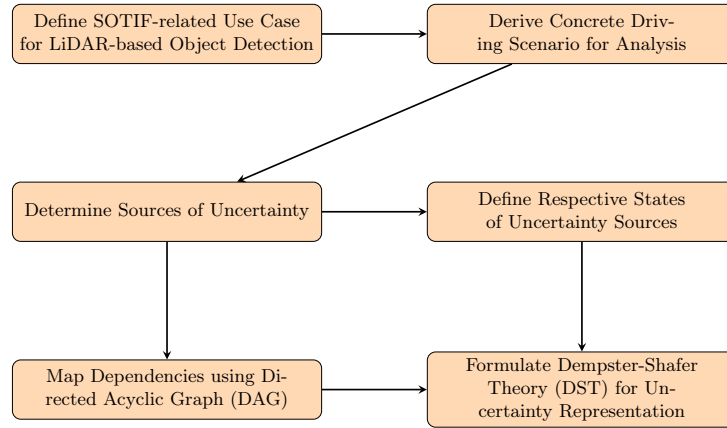 Define SOTIF-related Use Case
for LiDAR-based Object Detection
Derive Concrete Driv-
ing Scenario for Analysis
Determine Sources of Uncertainty
Define Respective States
of Uncertainty Sources
Map Dependencies using Di-
rected Acyclic Graph (DAG)
Formulate Dempster-Shafer
Theory (DST) for Un-
certainty Representation